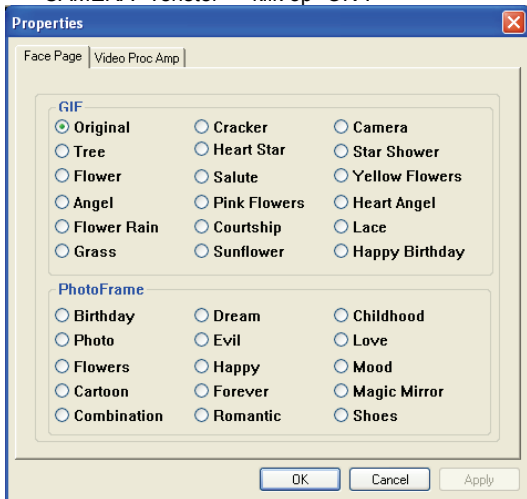 Properties
Face Page Video Proc Amp
GIF
Original Cracker Camera
Tree Heart Star Star Shower
Flower Salute Yellow Flowers
Angel Pink Flowers Heart Angel
Flower Rain Courtship Lace
Grass Sunflower Happy Birthday
PhotoFrame
Birthday Dream Childhood
Photo Evil Love
Flowers Happy Mood
Cartoon Forever Magic Mirror
Combination Romantic Shoes
OK Cancel Apply